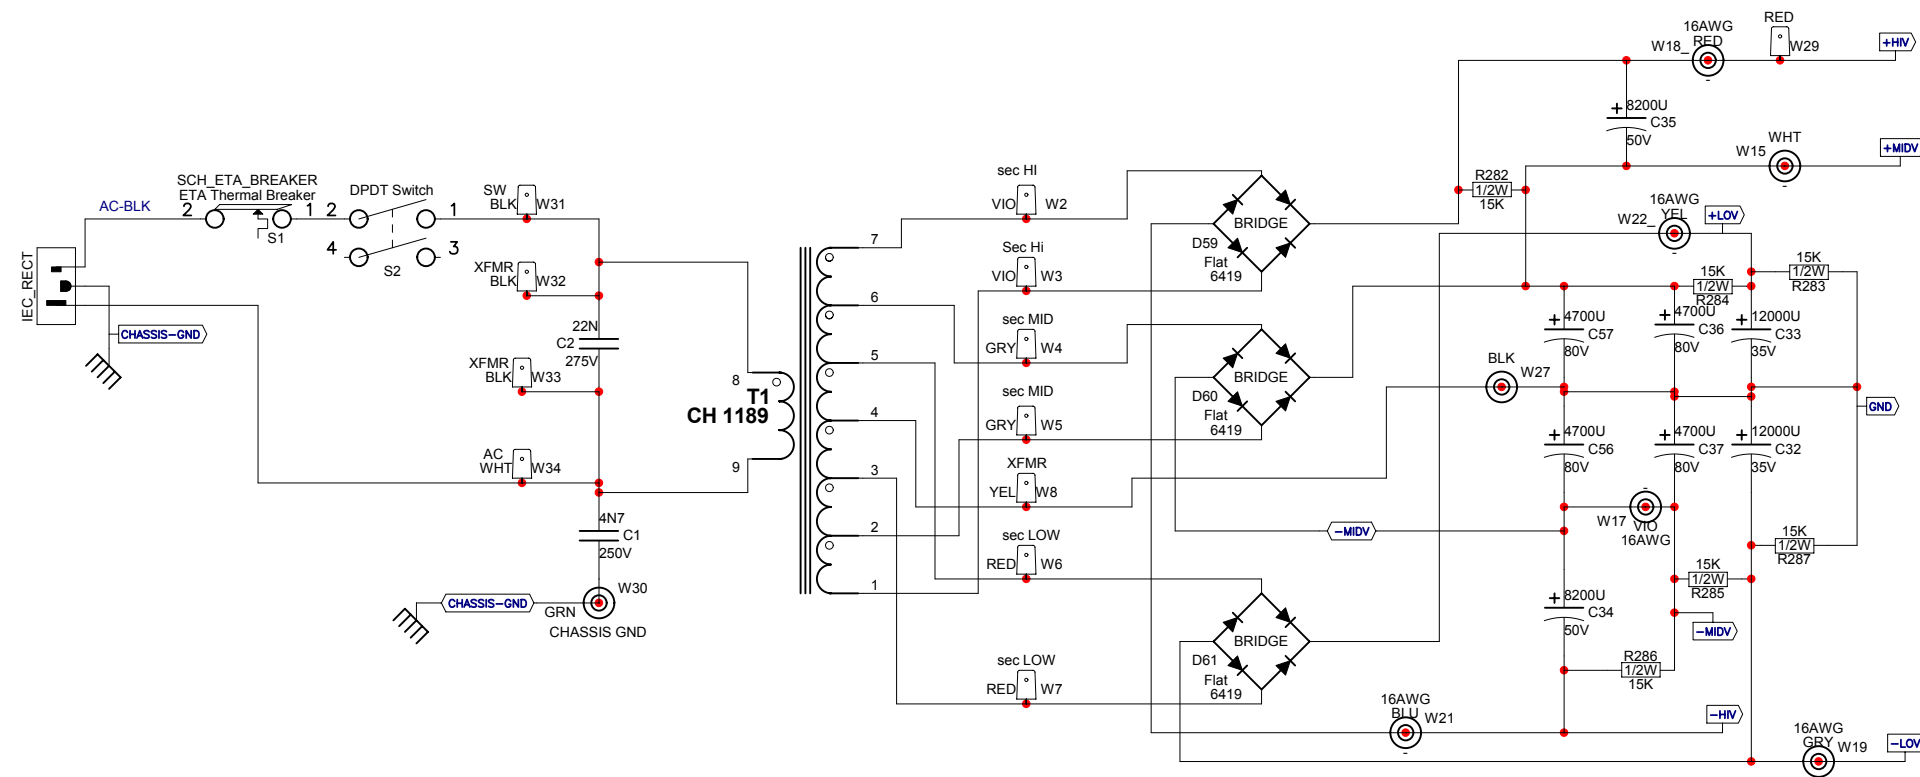 IEC_RECT
AC-BLK
SCH_ETA_BREAKER
ETA Thermal Breaker
2
1
S1
DPDT Switch
2
1
4
3
S2
CHASSIS-GND
SW
BLK
W31
XFMR
BLK
W32
22N
C2
275V
XFMR
BLK
W33
AC
WHT
W34
4N7
C1
250V
W30
GRN
CHASSIS GND
CHASSIS-GND
8
T1
CH 1189
9
7
6
5
4
3
2
1
sec HI
VIO
W2
Sec Hi
VIO
W3
sec MID
GRY
W4
sec MID
GRY
W5
XFMR
YEL
W8
sec LOW
RED
W6
sec LOW
RED
W7
BRIDGE
D59
Flat
6419
BRIDGE
D60
Flat
6419
BRIDGE
D61
Flat
6419
16AWG
RED
W18_
-
RED
W29
+HIV
+ 8200U
C35
50V
WHT
W15
-
+MIDV
R282
1/2W
15K
16AWG
YEL
W22_
-
+LOV
15K
1/2W
R283
15K
1/2W
R284
+ 4700U
C57
80V
+ 4700U
C36
80V
+ 12000U
C33
35V
BLK
W27
GND
+ 4700U
C56
80V
+ 4700U
C37
80V
+ 12000U
C32
35V
-
W17
VIO
16AWG
-MIDV
15K
1/2W
R287
15K
1/2W
R285
+ 8200U
C34
50V
-MIDV
R286
1/2W
15K
16AWG
BLU
W21
-
-HIV
16AWG
GRY
W19
-
-LOV